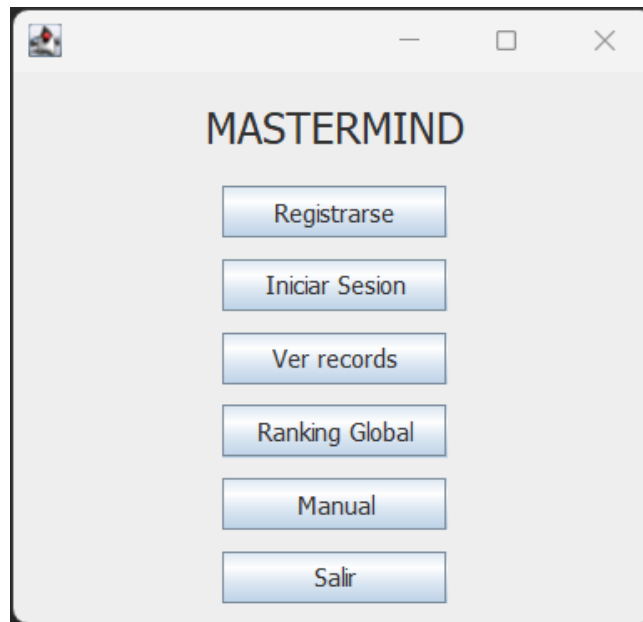 MASTERMIND
Registrarse
Iniciar Sesion
Ver records
Ranking Global
Manual
Salir